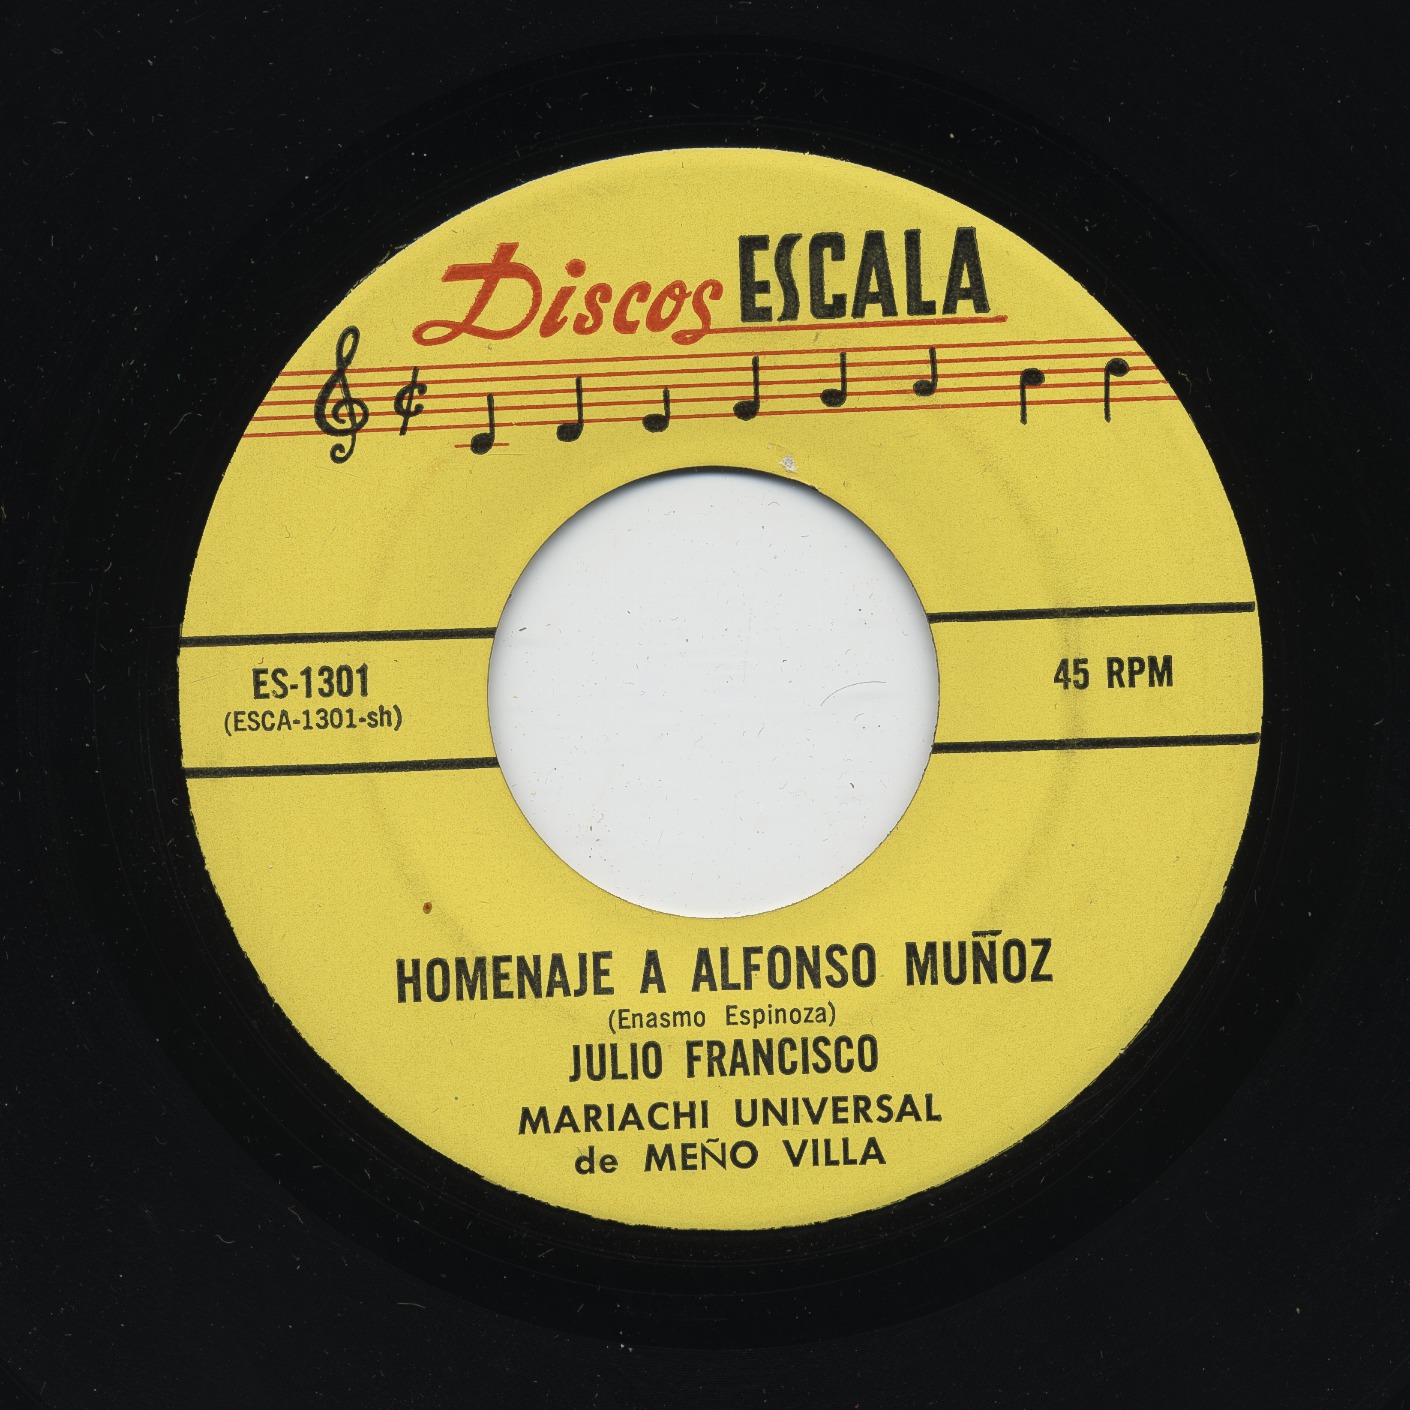 Discos ESCALA
ES-1301
(ESCA-1301-sh)
45 RPM
HOMENAJE A ALFONSO MUÑOZ
(Enasmo Espinoza)
JULIO FRANCISCO
MARIACHI UNIVERSAL
de MEÑO VILLA